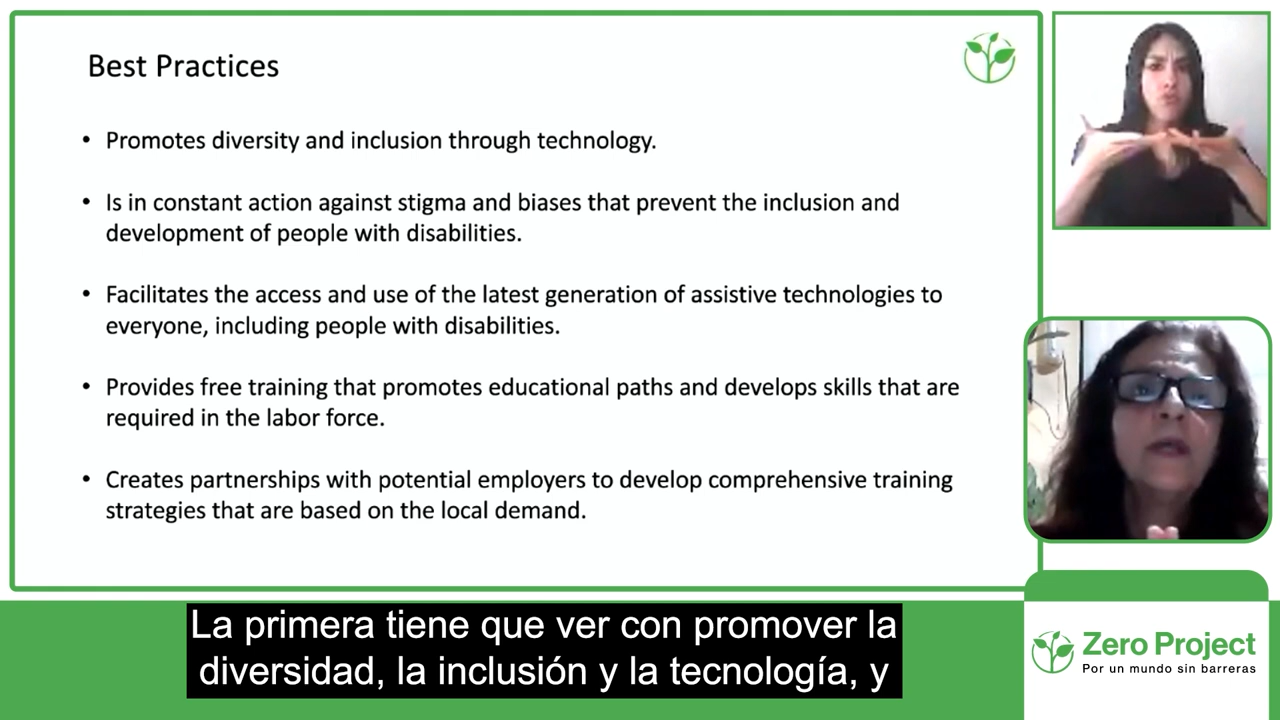 Best Practices
• Promotes diversity and inclusion through technology.
• Is in constant action against stigma and biases that prevent the inclusion and
development of people with disabilities.
• Facilitates the access and use of the latest generation of assistive technologies to
everyone, including people with disabilities.
• Provides free training that promotes educational paths and develops skills that are
required in the labor force.
• Creates partnerships with potential employers to develop comprehensive training
strategies that are based on the local demand.
La primera tiene que ver con promover la
diversidad, la inclusión y la tecnología, y
Zero Project
Por un mundo sin barreras